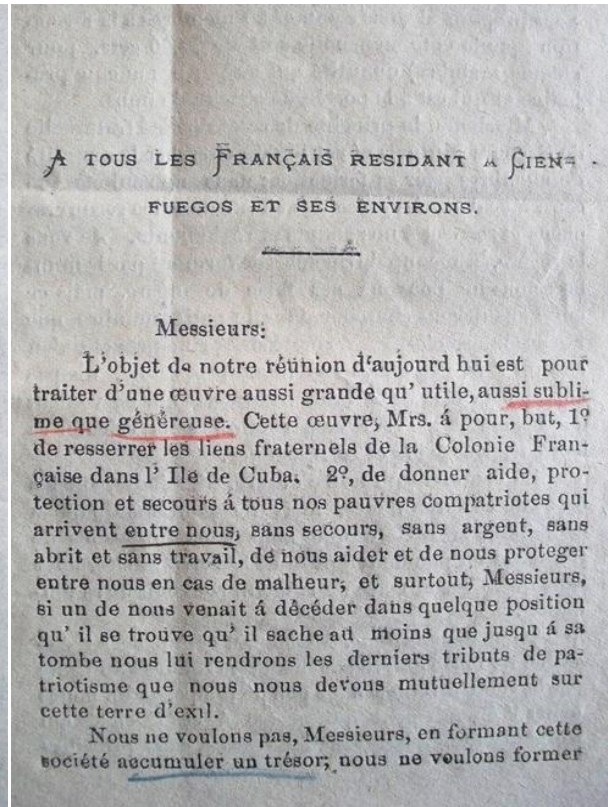 A TOUS LES FRANÇAIS RESIDANT A CIEN-
FUEGOS ET SES ENVIRONS.
Messieurs:
L'objet de notre réunion d'aujourd hui est pour
traiter d'une œuvre aussi grande qu' utile, aussi subli-
me que généreuse. Cette œuvre, Mrs. á pour, but, 1º
de resserrer les liens fraternels de la Colonie Fran-
çaise dans l' Ile de Cuba. 2º, de donner aide, pro-
tection et secours á tous nos pauvres compatriotes qui
arrivent entre nous, sans secours, sans argent, sans
abrit et sans travail, de nous aider et de nous proteger
entre nous en cas de malheur, et surtout, Messieurs,
si un de nous venait á décéder dans quelque position
qu' il se trouve qu' il sache au moins que jusqu á sa
tombe nous lui rendrons les derniers tributs de pa-
triotisme que nous nous devons mutuellement sur
cette terre d'exil.
Nous ne voulons pas, Messieurs, en formant cette
société accumuler un trésor; nous ne voulons former